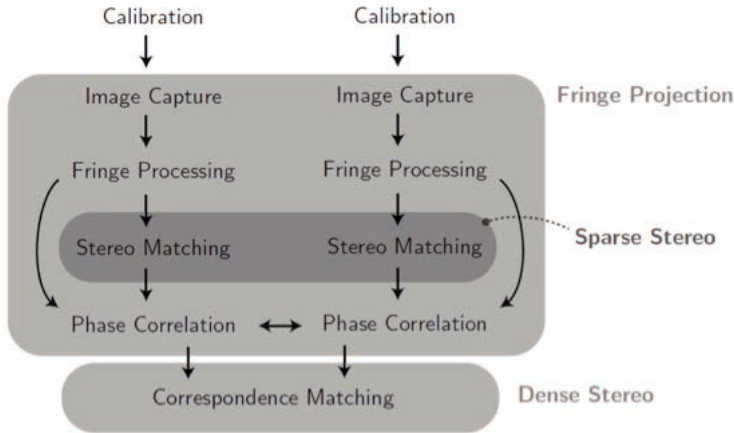 Calibration
Calibration
Image Capture
Image Capture
Fringe Projection
Fringe Processing
Fringe Processing
Stereo Matching
Stereo Matching
Sparse Stereo
Phase Correlation
Phase Correlation
Correspondence Matching
Dense Stereo